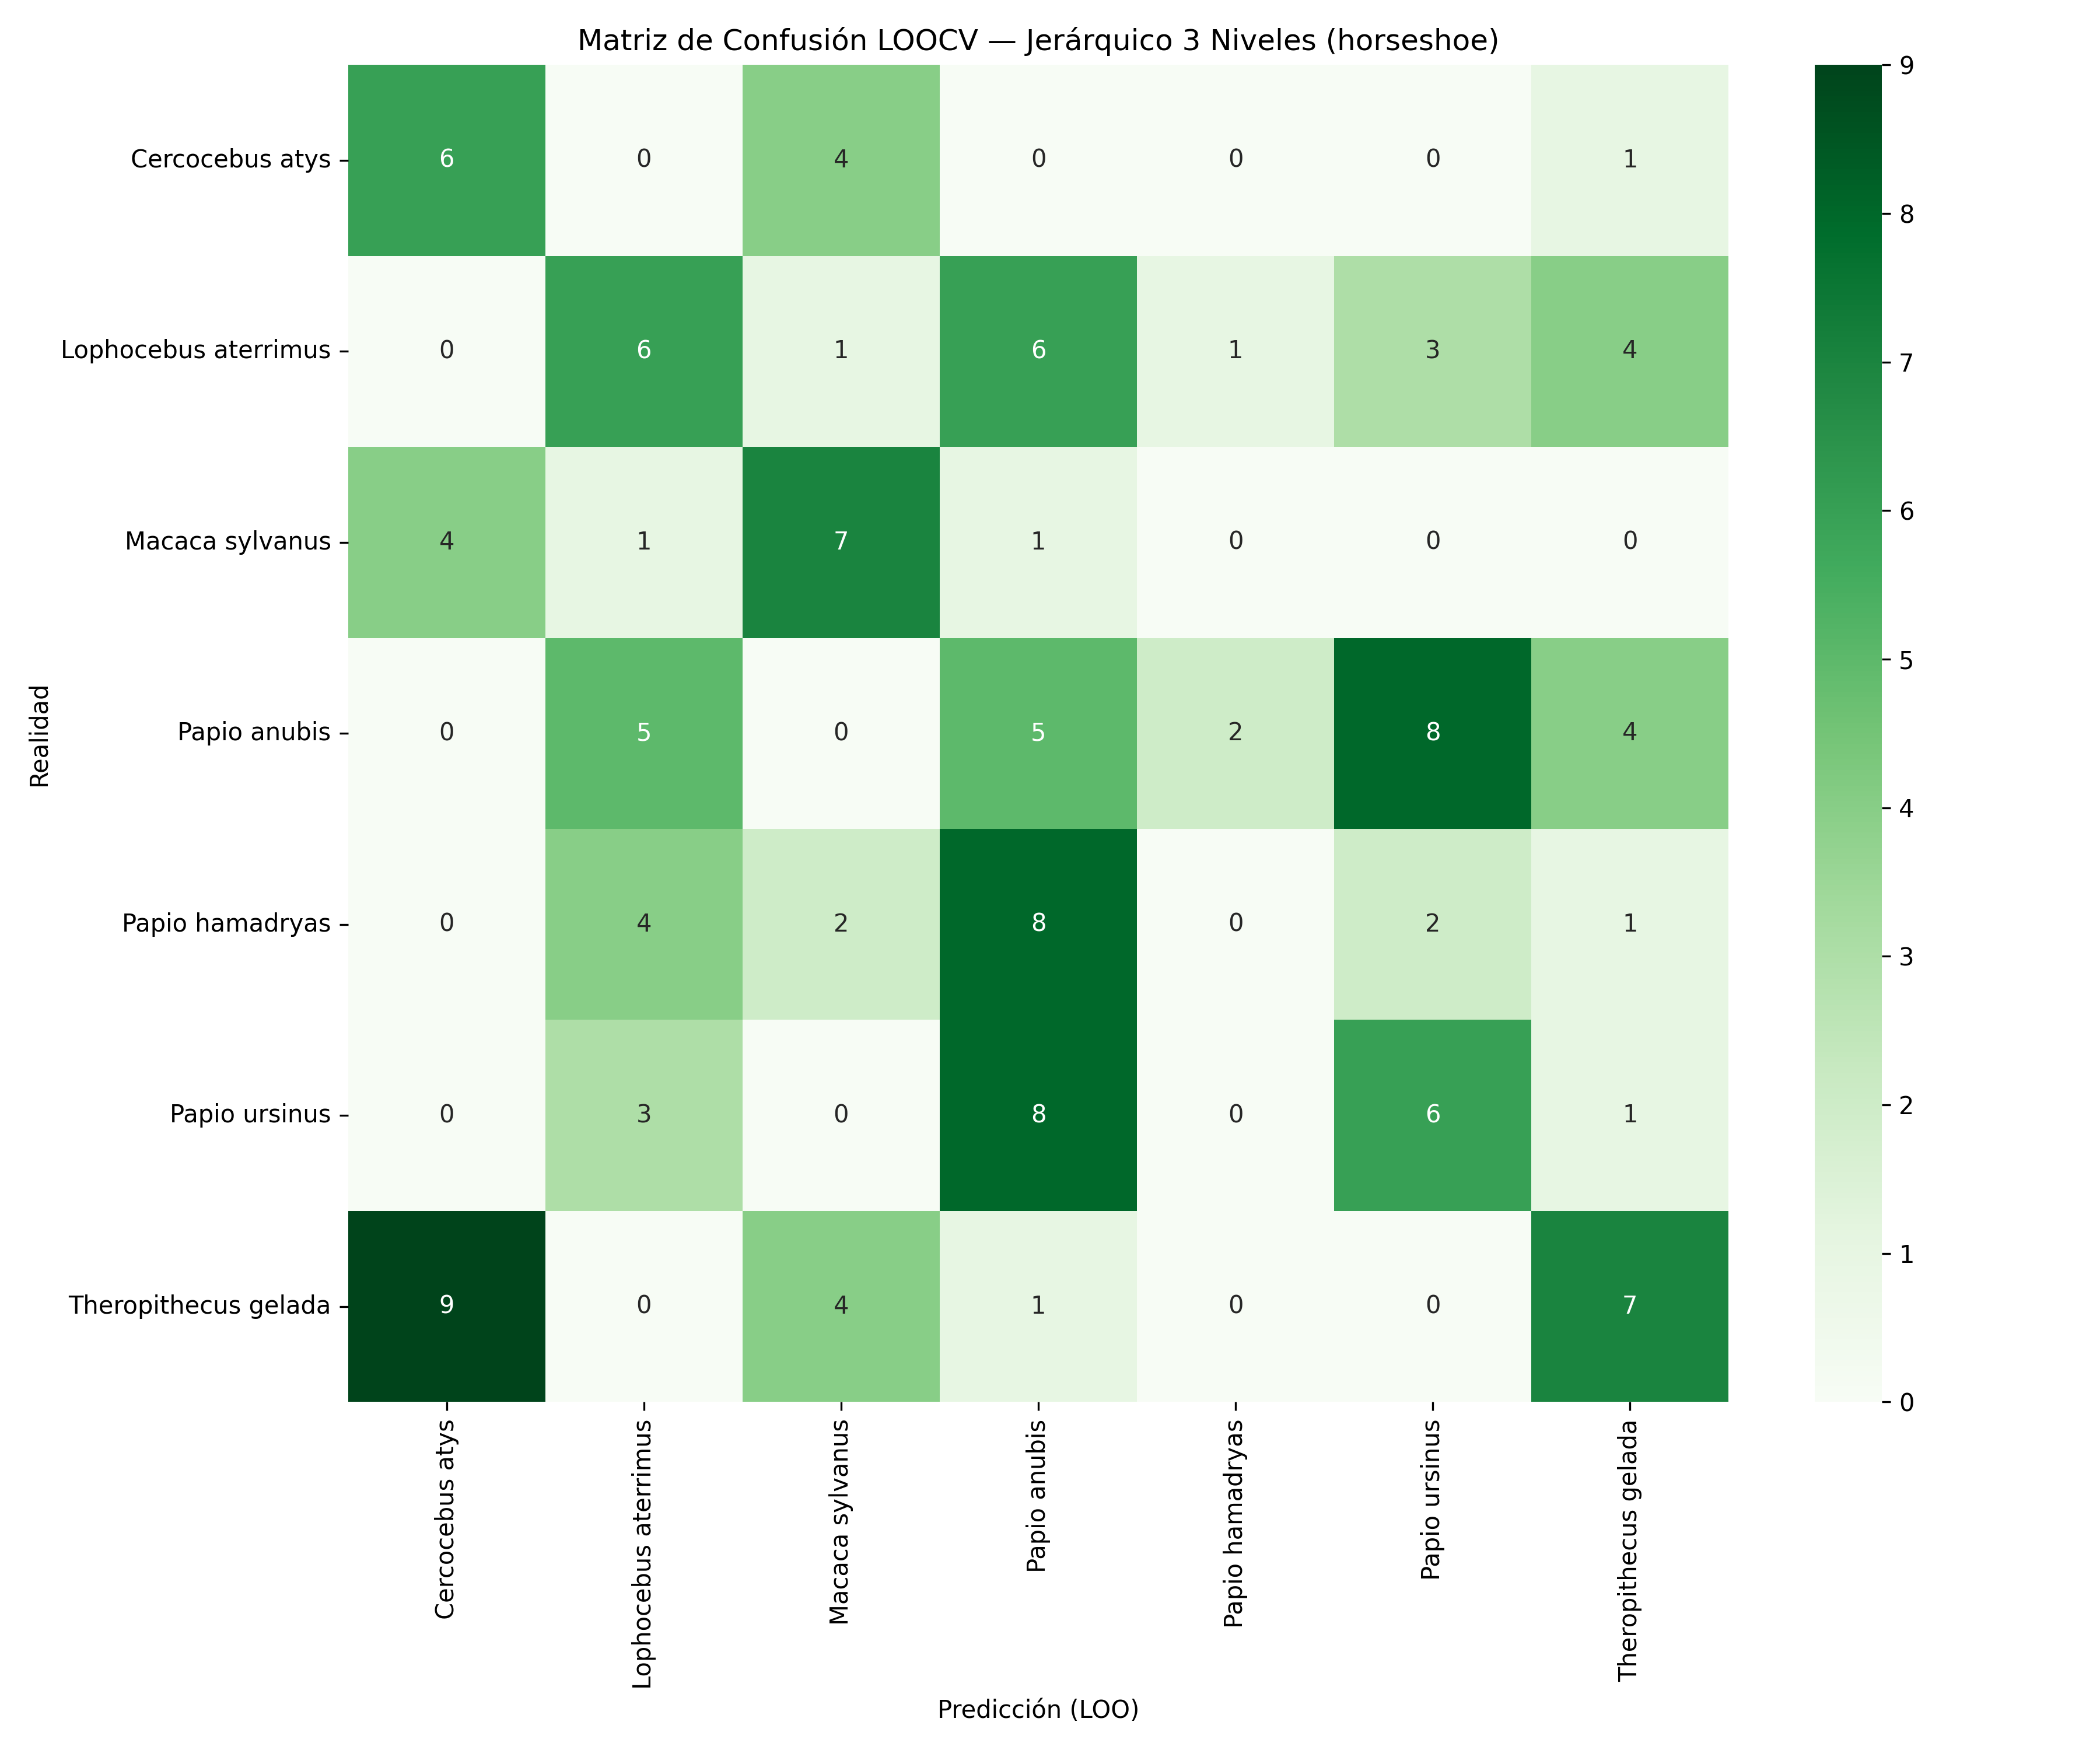 Matriz de Confusión LOOCV — Jerárquico 3 Niveles (horseshoe)
Realidad
Cercocebus atys 6 0 4 0 0 0 1
Lophocebus aterrimus 0 6 1 6 1 3 4
Macaca sylvanus 4 1 7 1 0 0 0
Papio anubis 0 5 0 5 2 8 4
Papio hamadryas 0 4 2 8 0 2 1
Papio ursinus 0 3 0 8 0 6 1
Theropithecus gelada 9 0 4 1 0 0 7
Cercocebus atys
Lophocebus aterrimus
Macaca sylvanus
Papio anubis
Papio hamadryas
Papio ursinus
Theropithecus gelada
Predicción (LOO)
9
8
7
6
5
4
3
2
1
0